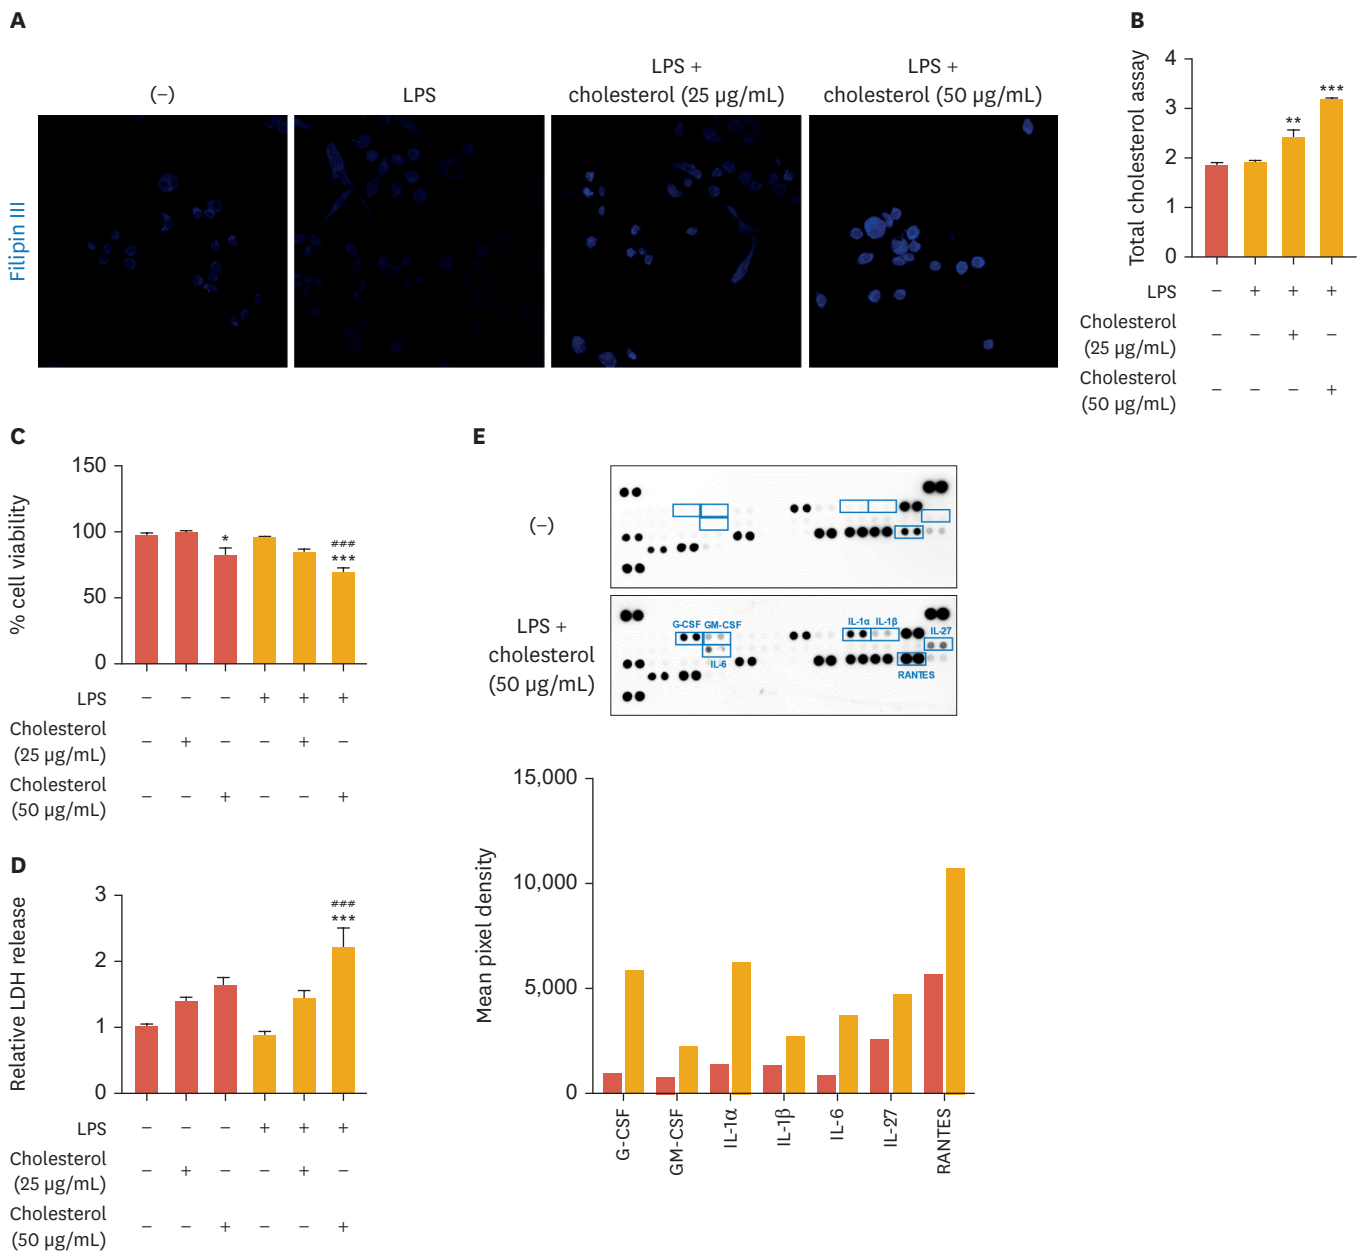 A
(−)
LPS
LPS +
cholesterol (25 µg/mL)
LPS +
cholesterol (50 µg/mL)
Filipin III
B
Total cholesterol assay
4
3
2
1
0
**
***
LPS − + + +
Cholesterol
(25 µg/mL) − − + −
Cholesterol
(50 µg/mL) − − − +
C
% cell viability
150
100
50
0
*
###
***
LPS − − − + + +
Cholesterol
(25 µg/mL) − + − − + −
Cholesterol
(50 µg/mL) − − + − − +
D
Relative LDH release
3
2
1
0
###
***
LPS − − − + + +
Cholesterol
(25 µg/mL) − + − − + −
Cholesterol
(50 µg/mL) − − + − − +
E
(−)
LPS +
cholesterol
(50 µg/mL)
G-CSF GM-CSF
IL-6
IL-1α IL-1β
IL-27
RANTES
Mean pixel density
15,000
10,000
5,000
0
G-CSF
GM-CSF
IL-1α
IL-1β
IL-6
IL-27
RANTES